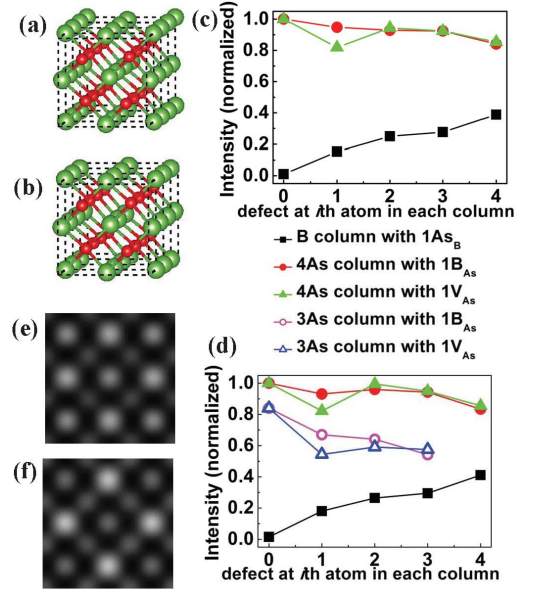 (a)
(b)
(c)
Intensity (normalized)
1.0
0.8
0.6
0.4
0.2
0.0
0 1 2 3 4
defect at ith atom in each column
B column with 1As_B
4As column with 1B_As
4As column with 1V_As
3As column with 1B_As
3As column with 1V_As
(e)
(f)
(d)
Intensity (normalized)
1.0
0.8
0.6
0.4
0.2
0.0
0 1 2 3 4
defect at ith atom in each column